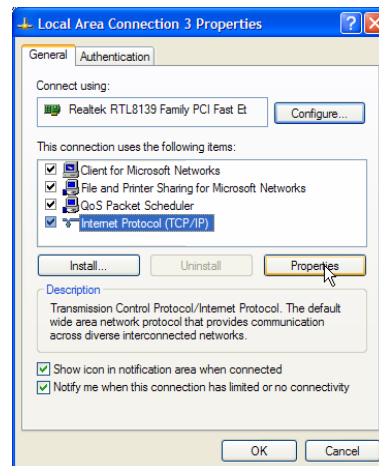 Local Area Connection 3 Properties
General Authentication
Connect using:
Realtek RTL8139 Family PCI Fast Et
Configure...
This connection uses the following items:
Client for Microsoft Networks
File and Printer Sharing for Microsoft Networks
QoS Packet Scheduler
Internet Protocol (TCP/IP)
Install... Uninstall Properties
Description
Transmission Control Protocol/Internet Protocol. The default
wide area network protocol that provides communication
across diverse interconnected networks.
Show icon in notification area when connected
Notify me when this connection has limited or no connectivity
OK Cancel